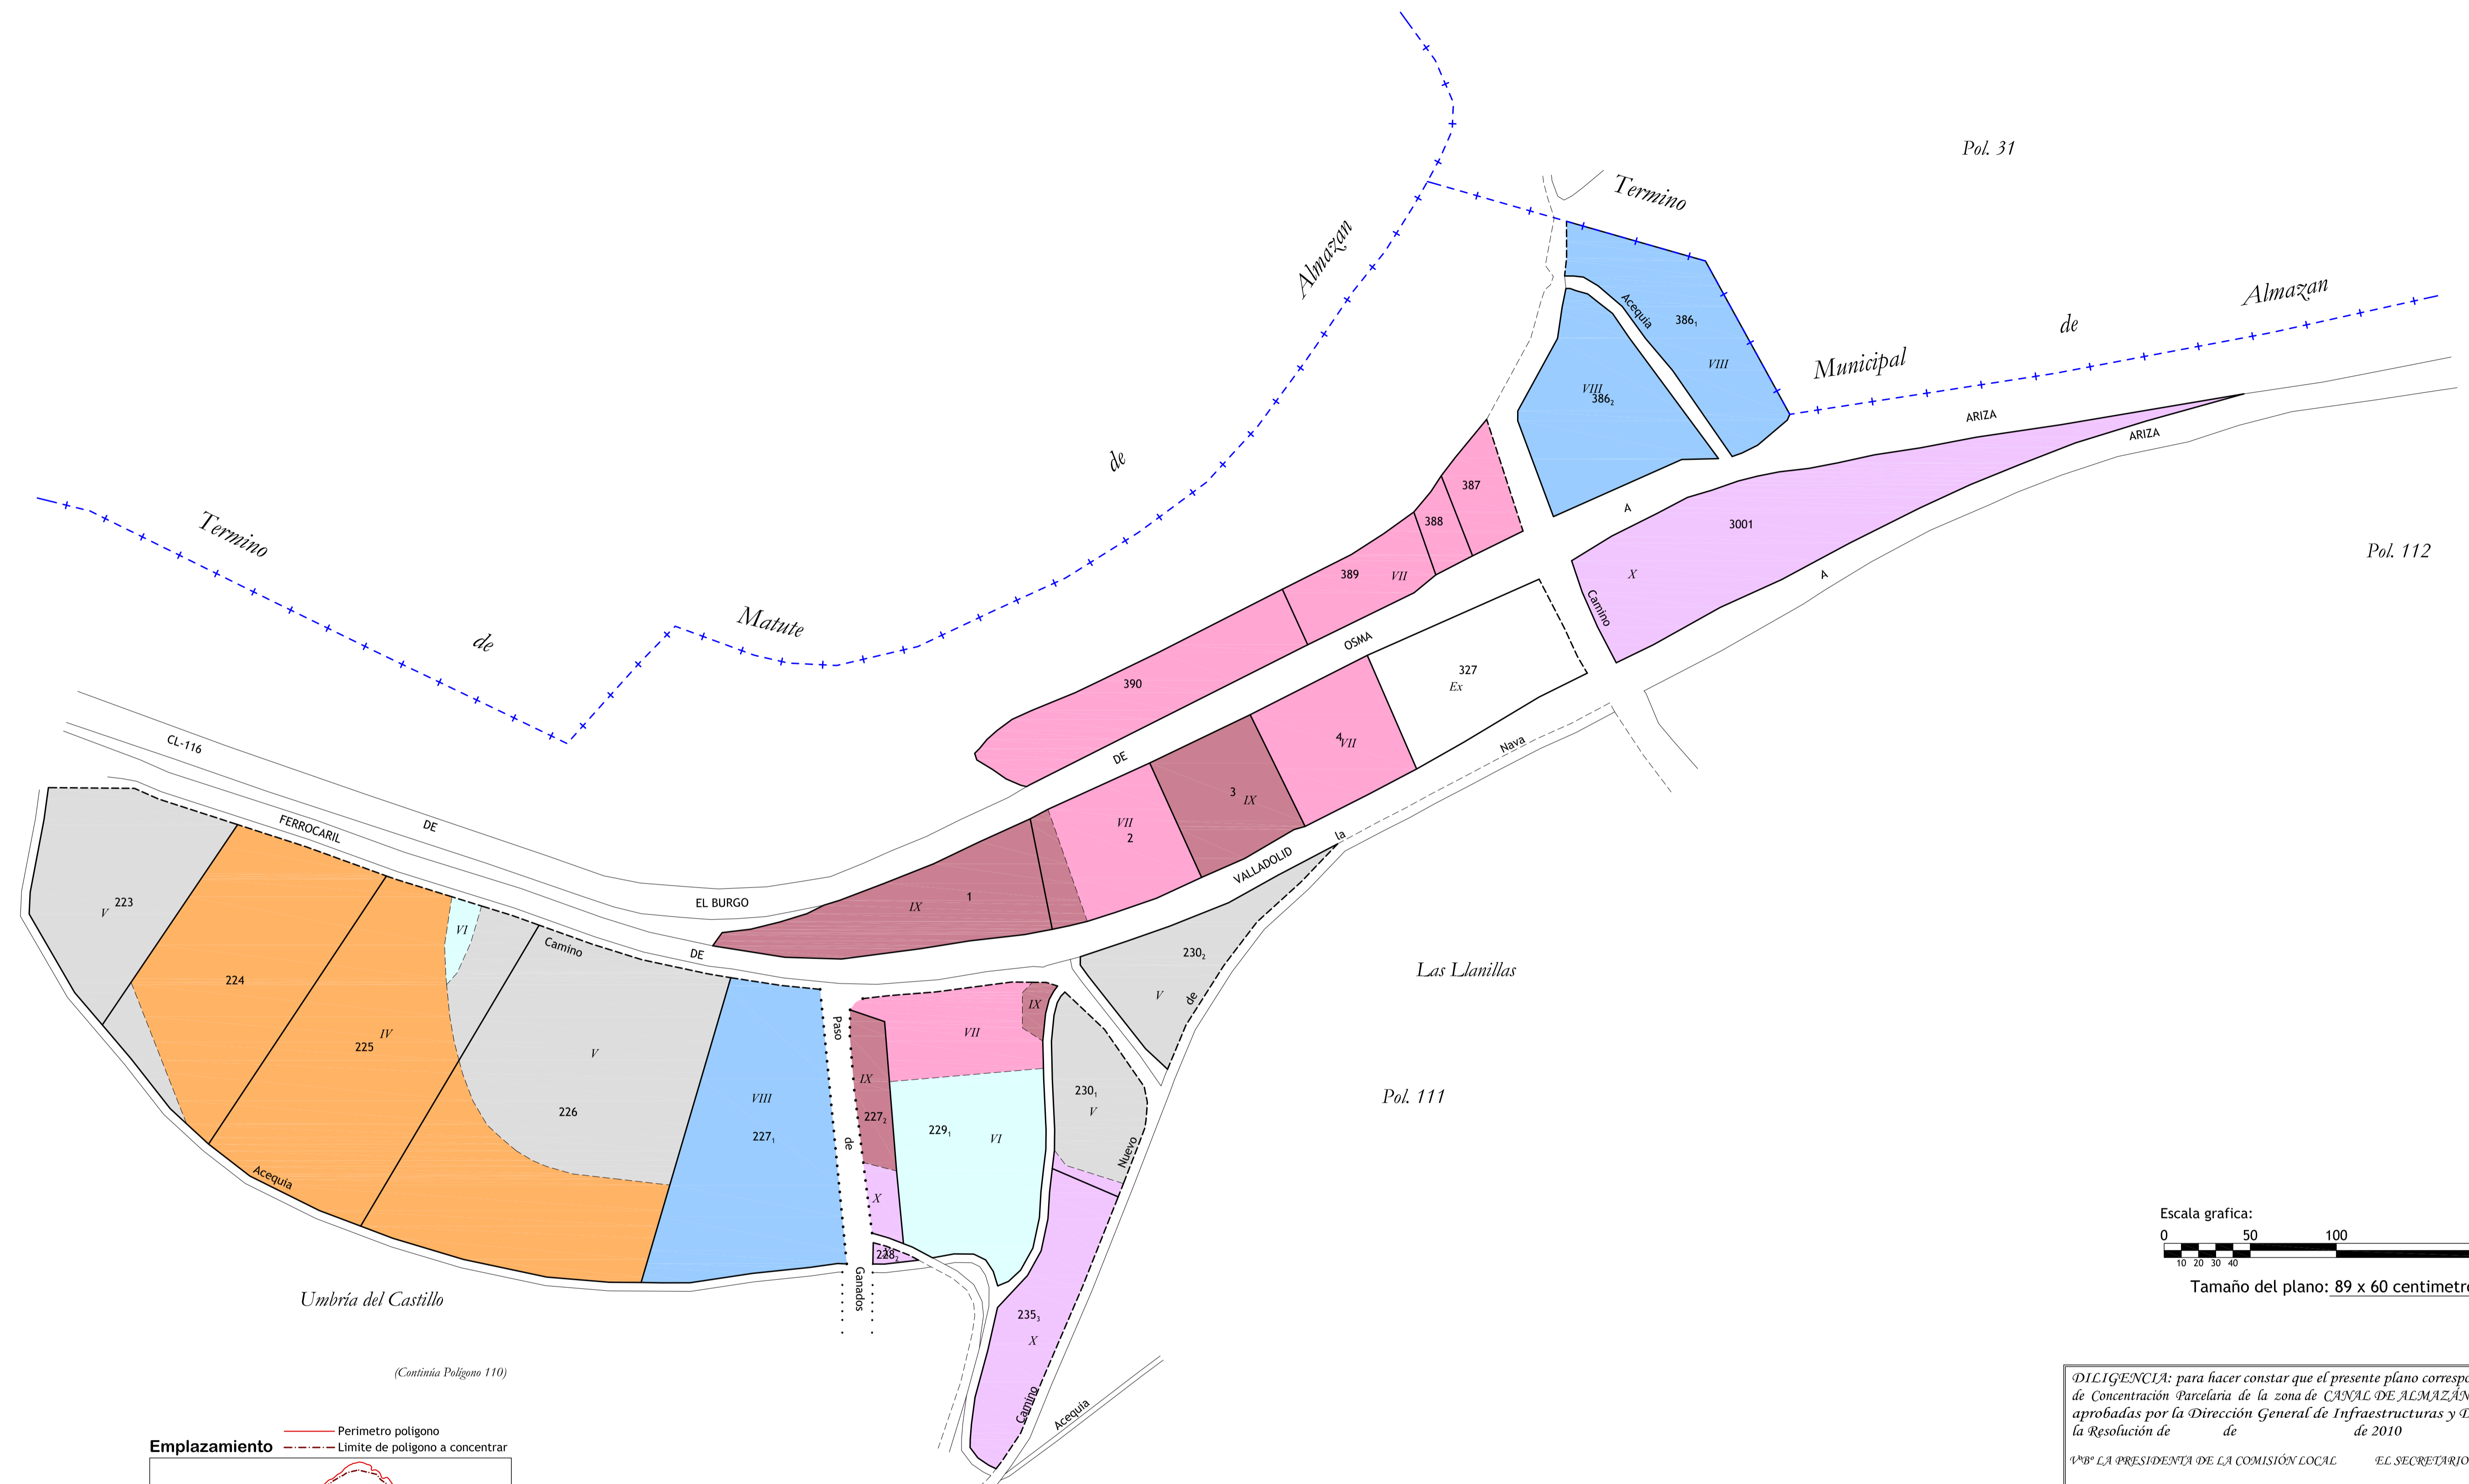 Pol. 31
Termino
Almazan
Acequia
386₁
VIII
VIII
386₂
Almazan
de
Municipal
ARIZA
ARIZA
387
388
389
VII
390
de
A
3001
X
Camino
A
Pol. 112
Termino
de
Matute
OSMA
327
Ex
DE
4
VII
3
IX
VII
2
Nava
la
VALLADOLID
CL-116
DE
FERROCARIL
EL BURGO
1
IX
223
V
VI
Camino
DE
224
225
IV
V
226
VIII
227₁
Paso
de
Ganados
IX
VII
IX
227₂
229₁
VI
X
228₂
230₂
V
de
230₁
V
Nuevo
Las Llanillas
Pol. 111
235₃
X
Camino
Acequia
Acequia
Umbría del Castillo
(Continúa Polígono 110)
Escala grafica:
0 50 100
10 20 30 40
Tamaño del plano: 89 x 60 centimetr
Emplazamiento
Perimetro poligono
Limite de poligono a concentrar
DILIGENCIA: para hacer constar que el presente plano correspo
de Concentración Parcelaria de la zona de CANAL DE ALMAZÁN
aprobadas por la Dirección General de Infraestructuras y D
la Resolución de de de 2010
VºBº LA PRESIDENTA DE LA COMISIÓN LOCAL EL SECRETARIO